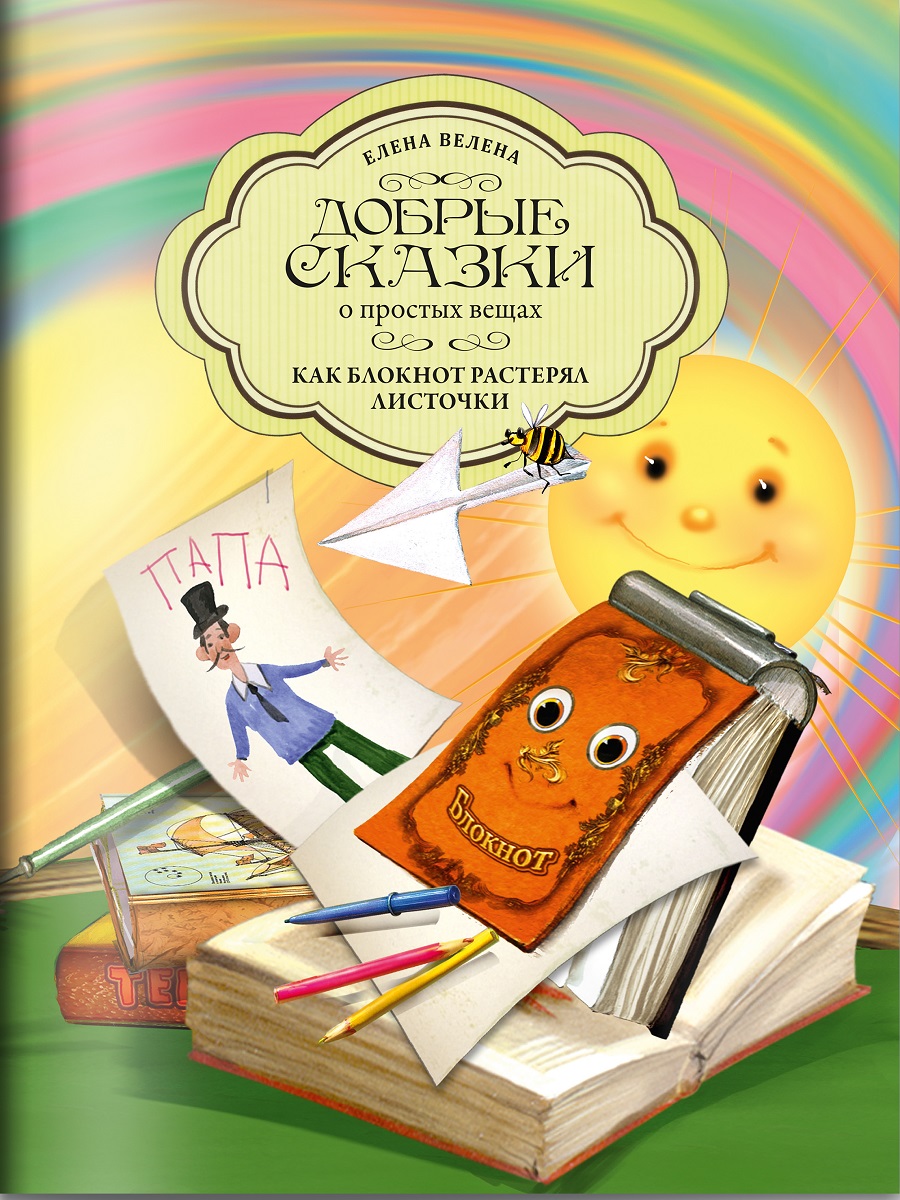 ЕЛЕНА ВЕЛЕНА
ДОБРЫЕ
СКАЗКИ
о простых вещах
КАК БЛОКНОТ РАСТЕРЯЛ
ЛИСТОЧКИ
ПАПА
БЛОКНОТ